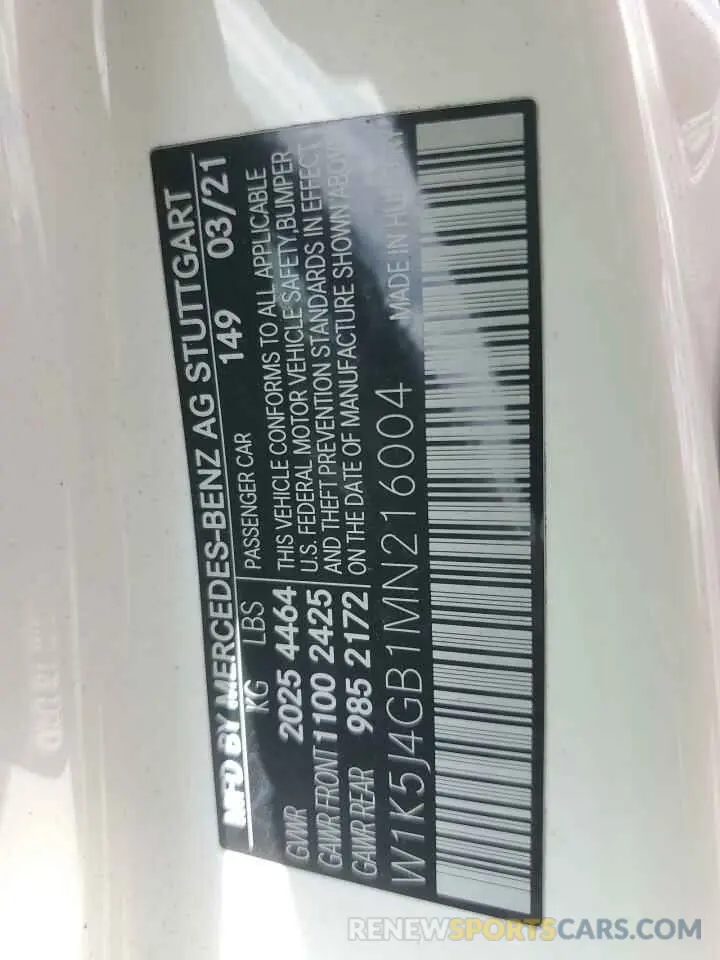 MFD BY MERCEDES-BENZ AG STUTTGART
KG LBS PASSENGER CAR 149 03/21
GVWR 2025 4464 THIS VEHICLE CONFORMS TO ALL APPLICABLE
GAWR FRONT 1100 2425 U.S. FEDERAL MOTOR VEHICLE SAFETY, BUMPER
AND THEFT PREVENTION STANDARDS IN EFFECT
GAWR REAR 985 2172 ON THE DATE OF MANUFACTURE SHOWN ABOVE
W1K5J4GB1MN216004 MADE IN
RENEWSPORTSCARS.COM